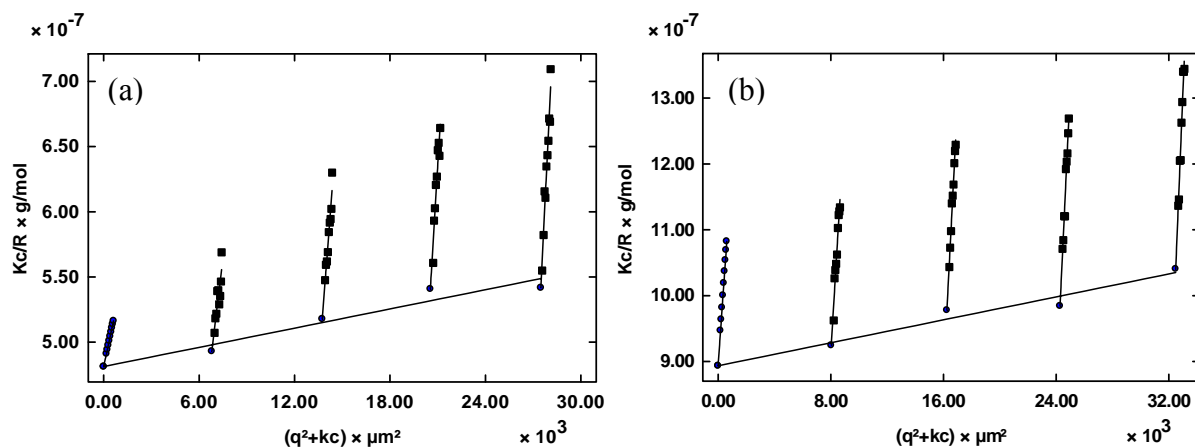 × 10⁻⁷
(a)
7.00
6.50
6.00
5.50
5.00
Kc/R × g/mol
0.00 6.00 12.00 18.00 24.00 30.00
(q²+kc) × µm² × 10³
× 10⁻⁷
(b)
13.00
12.00
11.00
10.00
9.00
Kc/R × g/mol
0.00 8.00 16.00 24.00 32.00
(q²+kc) × µm² × 10³